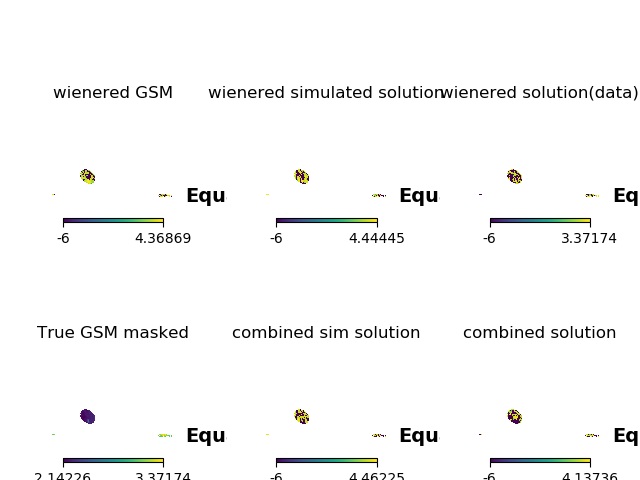 wienered GSM wienered simulated solution wienered solution(data)
Equ Equ Eq
-6 4.36869 -6 4.44445 -6 3.37174
True GSM masked combined sim solution combined solution
Equ Equ Eq
2.14226 3.37174 -6 4.46225 -6 4.13736